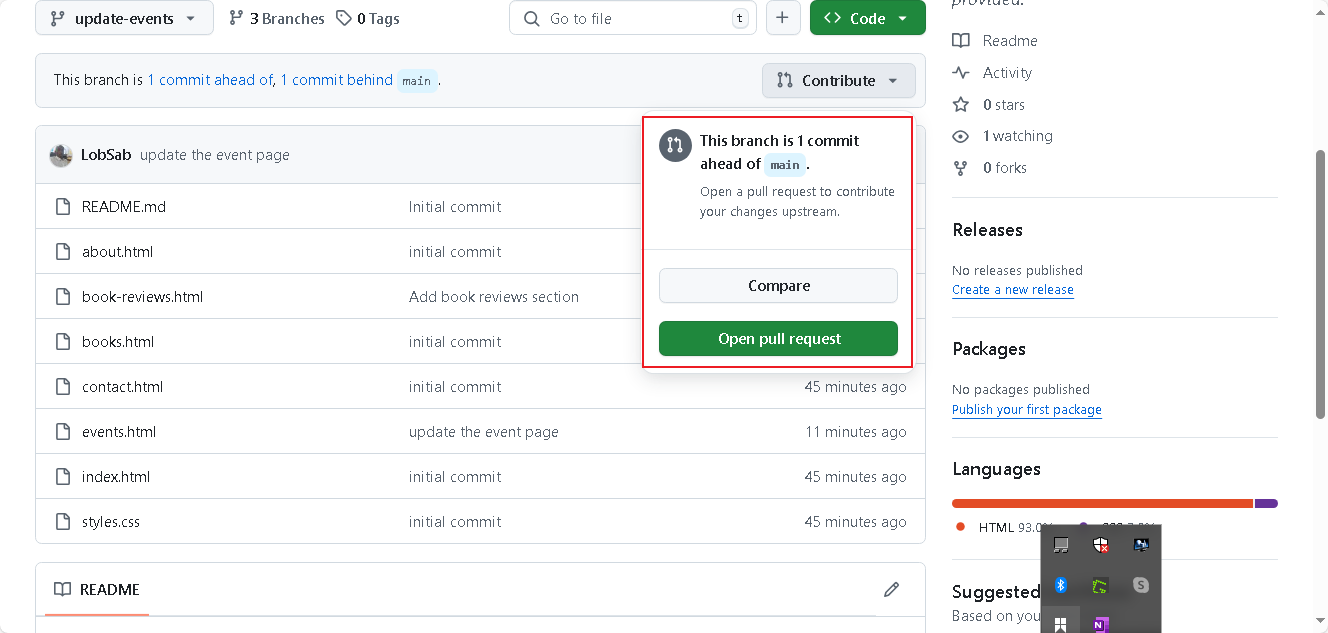 provided.
update-events
3 Branches
0 Tags
Go to file
t
Code
This branch is 1 commit ahead of, 1 commit behind main .
Contribute
This branch is 1 commit
ahead of main .
Open a pull request to contribute
your changes upstream.
Compare
Open pull request
LobSab update the event page
README.md Initial commit
about.html initial commit
book-reviews.html Add book reviews section
books.html initial commit
contact.html initial commit 45 minutes ago
events.html update the event page 11 minutes ago
index.html initial commit 45 minutes ago
styles.css initial commit 45 minutes ago
README
Readme
Activity
0 stars
1 watching
0 forks
Releases
No releases published
Create a new release
Packages
No packages published
Publish your first package
Languages
HTML 93.0%
Suggested
Based on you